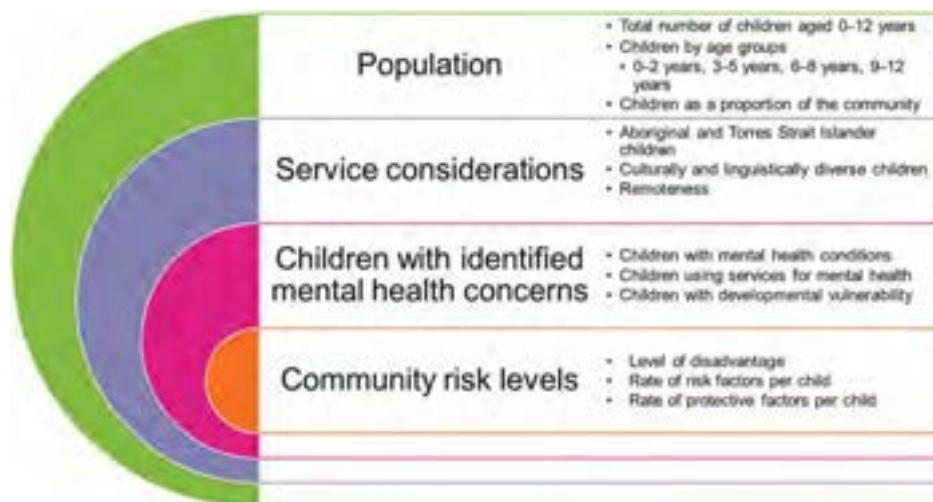 Population
• Total number of children aged 0–12 years
• Children by age groups
• 0–2 years, 3–5 years, 6–8 years, 9–12
years
• Children as a proportion of the community
Service considerations
• Aboriginal and Torres Strait Islander
children
• Culturally and linguistically diverse children
• Remoteness
Children with identified
mental health concerns
• Children with mental health conditions
• Children using services for mental health
• Children with developmental vulnerability
Community risk levels
• Level of disadvantage
• Rate of risk factors per child
• Rate of protective factors per child